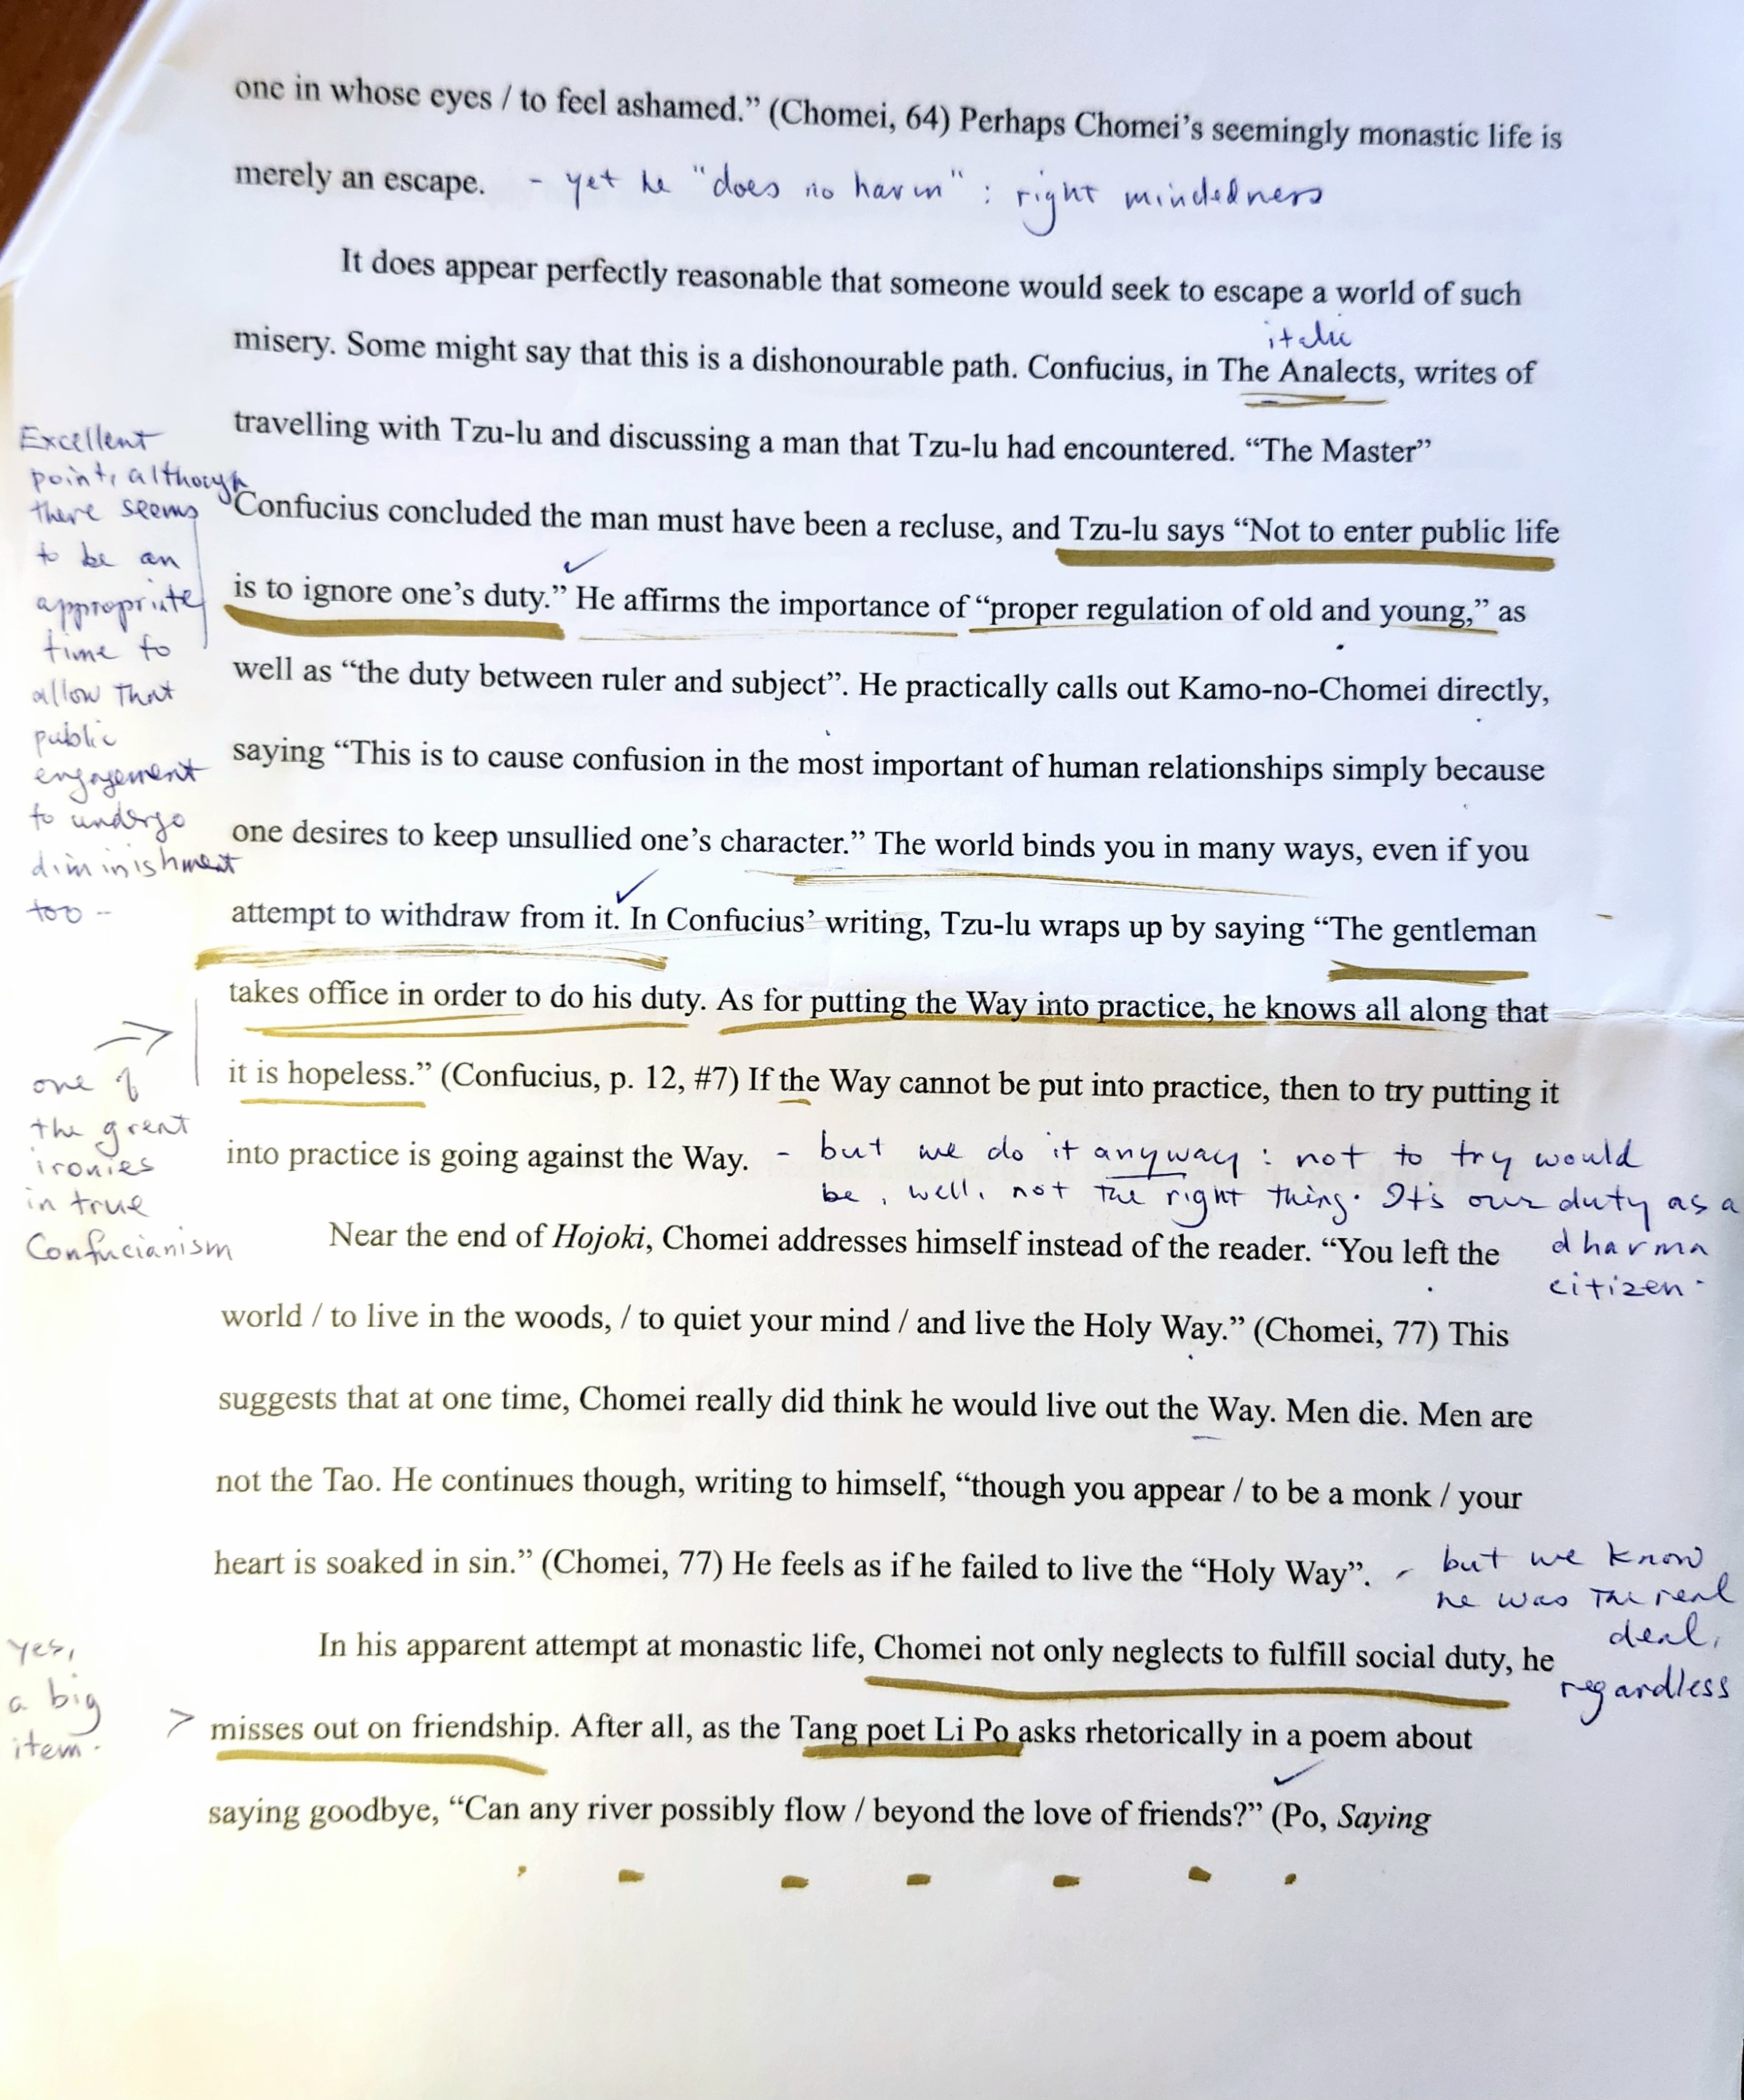 one in whose eyes / to feel ashamed.” (Chomei, 64) Perhaps Chomei’s seemingly monastic life is
merely an escape. - yet he "does no harm" : right mindedness
It does appear perfectly reasonable that someone would seek to escape a world of such
italic
misery. Some might say that this is a dishonourable path. Confucius, in The Analects, writes of
travelling with Tzu-lu and discussing a man that Tzu-lu had encountered. “The Master”
Confucius concluded the man must have been a recluse, and Tzu-lu says “Not to enter public life
is to ignore one’s duty.” He affirms the importance of “proper regulation of old and young,” as
well as “the duty between ruler and subject”. He practically calls out Kamo-no-Chomei directly,
saying “This is to cause confusion in the most important of human relationships simply because
one desires to keep unsullied one’s character.” The world binds you in many ways, even if you
attempt to withdraw from it. In Confucius’ writing, Tzu-lu wraps up by saying “The gentleman
takes office in order to do his duty. As for putting the Way into practice, he knows all along that
it is hopeless.” (Confucius, p. 12, #7) If the Way cannot be put into practice, then to try putting it
into practice is going against the Way. - but we do it anyway : not to try would
be, well, not the right thing. It's our duty as a
dharma
citizen.
Excellent
point, although
there seems
to be an
appropriate
time to
allow that
public
engagement
to undergo
diminishment
too --
one of
the great
ironies
in true
Confucianism
Near the end of Hojoki, Chomei addresses himself instead of the reader. “You left the
world / to live in the woods, / to quiet your mind / and live the Holy Way.” (Chomei, 77) This
suggests that at one time, Chomei really did think he would live out the Way. Men die. Men are
not the Tao. He continues though, writing to himself, “though you appear / to be a monk / your
heart is soaked in sin.” (Chomei, 77) He feels as if he failed to live the “Holy Way”. - but we know
he was the real
deal,
regardless
In his apparent attempt at monastic life, Chomei not only neglects to fulfill social duty, he
misses out on friendship. After all, as the Tang poet Li Po asks rhetorically in a poem about
saying goodbye, “Can any river possibly flow / beyond the love of friends?” (Po, Saying
yes,
a big
item.